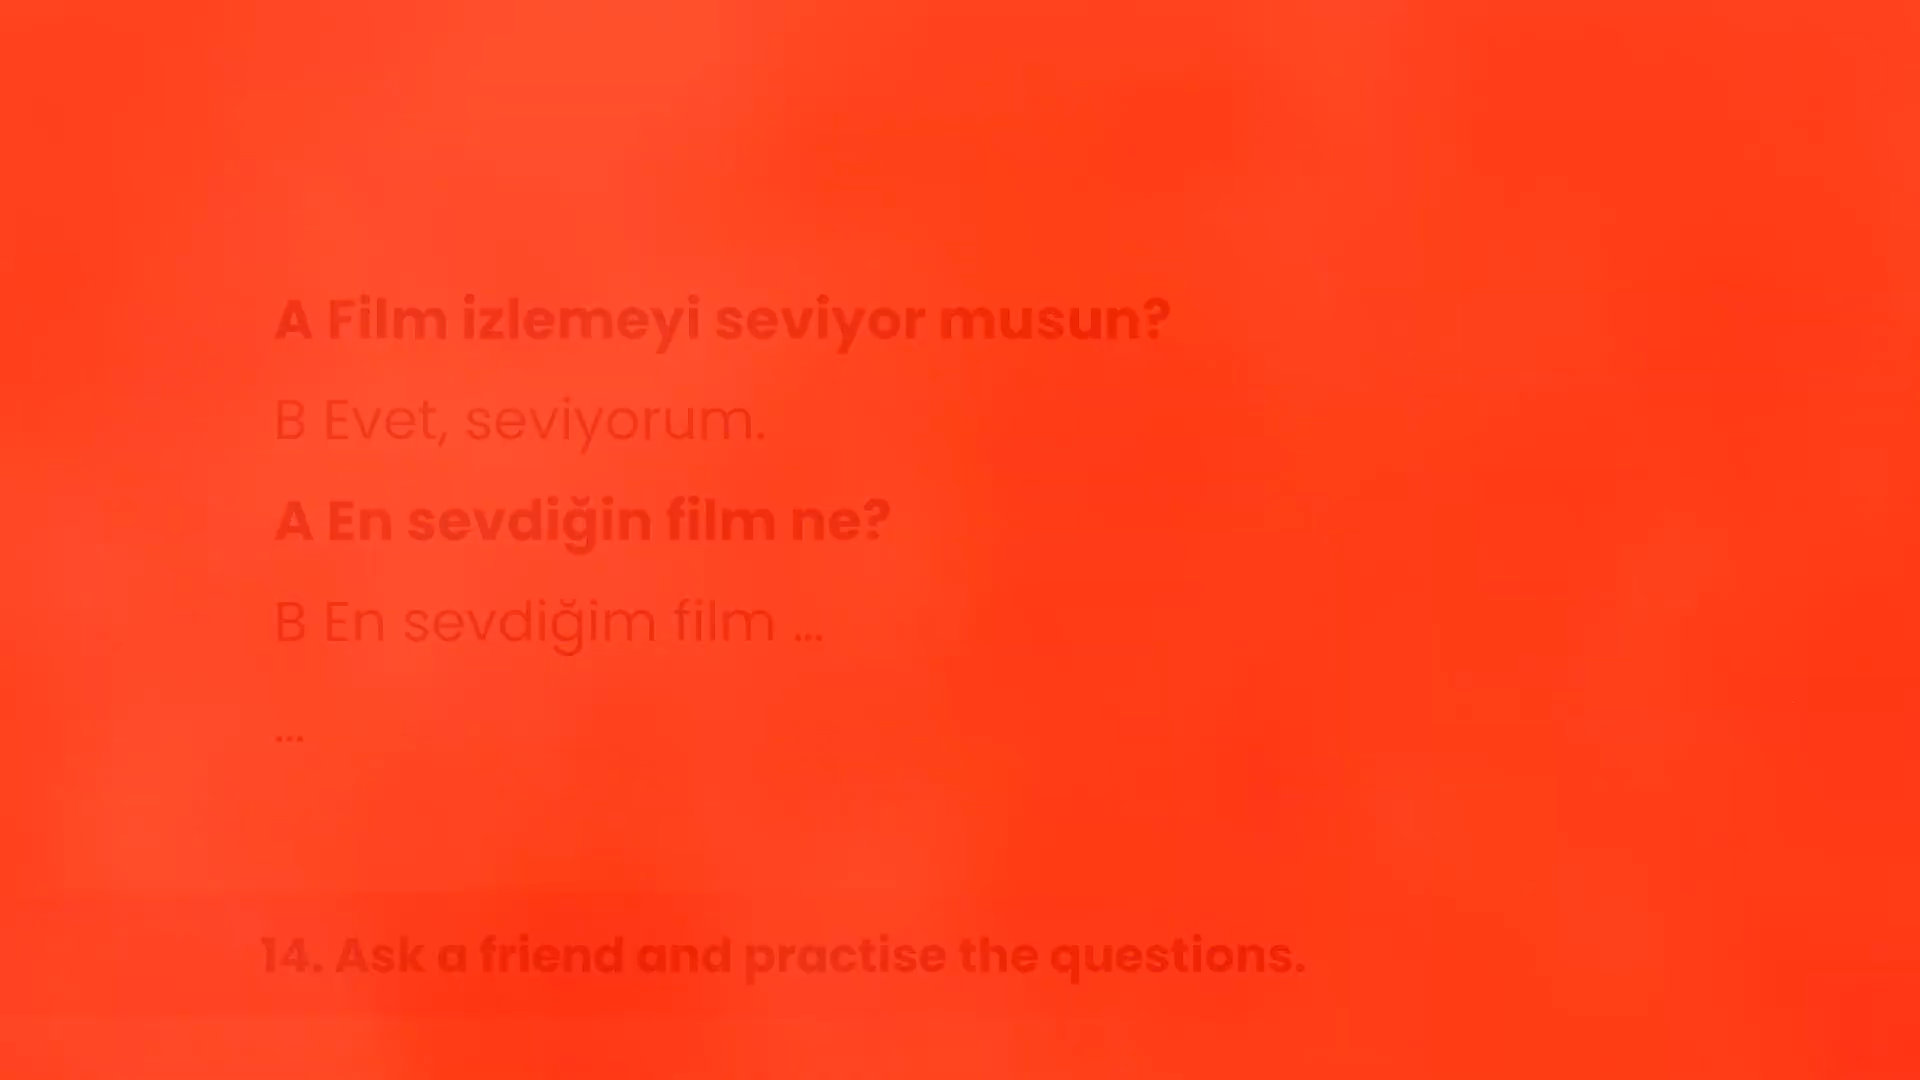 A Film izlemeyi seviyor musun?
B Evet, seviyorum.
A En sevdiğin film ne?
B En sevdiğim film ...
...
14. Ask a friend and practise the questions.